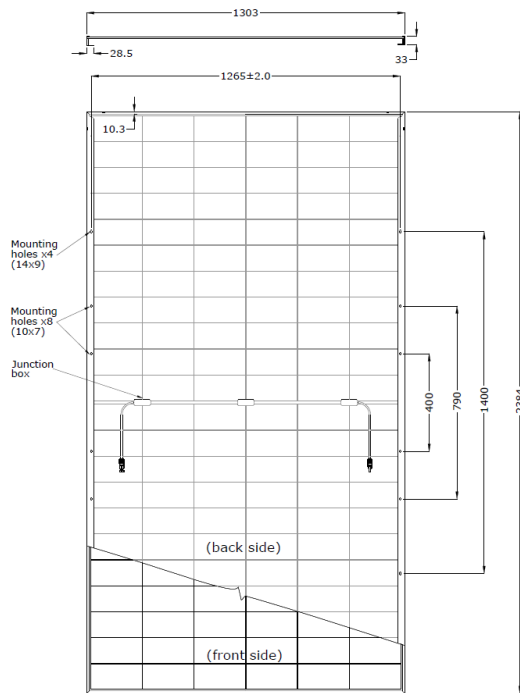 1303
28.5
33
1265±2.0
10.3
Mounting
holes x4
(14x9)
Mounting
holes x8
(10x7)
Junction
box
400
790
1400
2384
(back side)
(front side)